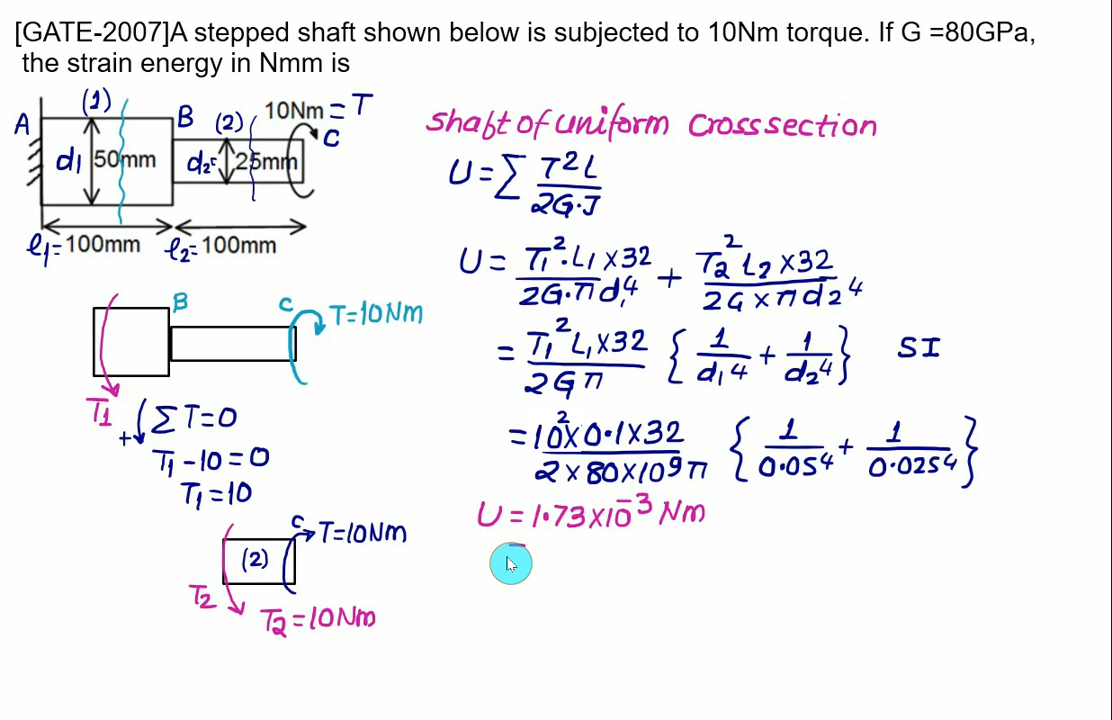 [GATE-2007]A stepped shaft shown below is subjected to 10Nm torque. If G =80GPa,
the strain energy in Nmm is
(1)
A
B
(2)
10Nm = T
C
d1 50mm
d2= 25mm
l1= 100mm
l2= 100mm
B
C
T=10Nm
T1
+ ΣT=0
T1 - 10 = 0
T1 = 10
C
T=10Nm
(2)
T2
T2 = 10Nm
shaft of uniform cross section
U = Σ T²L / 2G.J
U = T1².L1 x 32 / 2G.πd1⁴ + T2² L2 x 32 / 2G x π d2⁴
= T1² L1 x 32 / 2Gπ { 1/d1⁴ + 1/d2⁴ } SI
= 10² x 0.1 x 32 / 2 x 80 x 10⁹ π { 1/0.05⁴ + 1/0.025⁴ }
U = 1.73 x 10⁻³ Nm